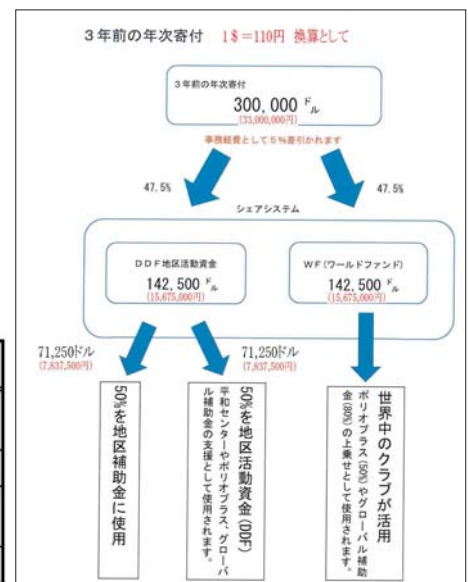 3年前の年次寄付 1$=110円 換算として
3年前の年次寄付
300,000 ドル
(33,000,000円)
事務経費として5%差引かれます
47.5%
47.5%
シェアシステム
DDF地区活動資金
142,500 ドル
(15,675,000円)
WF(ワールドファンド)
142,500 ドル
(15,675,000円)
71,250ドル
(7,837,500円)
71,250ドル
(7,837,500円)
50%を地区補助金に使用
50%を地区活動資金(DDF)
平和センターやポリオプラス、グローバ
ル補助金の支援として使用されます。
世界中のクラブが活用
ポリオプラス(50%)やグローバル補助
金(80%)の上乗せとして使用されます。